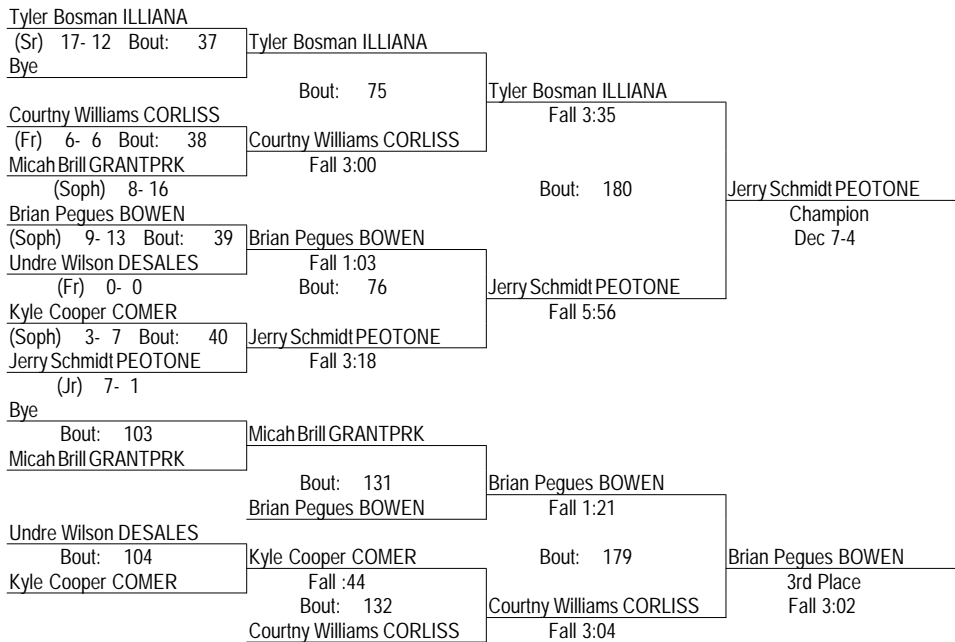 Tyler Bosman ILLIANA
(Sr) 17- 12 Bout: 37 Tyler Bosman ILLIANA
Bye
Bout: 75 Tyler Bosman ILLIANA
Courtny Williams CORLISS Fall 3:35
(Fr) 6- 6 Bout: 38 Courtny Williams CORLISS
Micah Brill GRANTPRK Fall 3:00
(Soph) 8- 16 Bout: 180 Jerry Schmidt PEOTONE
Brian Pegues BOWEN Champion
(Soph) 9- 13 Bout: 39 Brian Pegues BOWEN Dec 7-4
Undre Wilson DESALES Fall 1:03
(Fr) 0- 0 Bout: 76 Jerry Schmidt PEOTONE
Kyle Cooper COMER Fall 5:56
(Soph) 3- 7 Bout: 40 Jerry Schmidt PEOTONE
Jerry Schmidt PEOTONE Fall 3:18
(Jr) 7- 1
Bye
Bout: 103 Micah Brill GRANTPRK
Micah Brill GRANTPRK
Bout: 131 Brian Pegues BOWEN
Brian Pegues BOWEN Fall 1:21
Undre Wilson DESALES
Bout: 104 Kyle Cooper COMER Bout: 179 Brian Pegues BOWEN
Kyle Cooper COMER Fall :44 3rd Place
Bout: 132 Courtny Williams CORLISS Fall 3:02
Courtny Williams CORLISS Fall 3:04